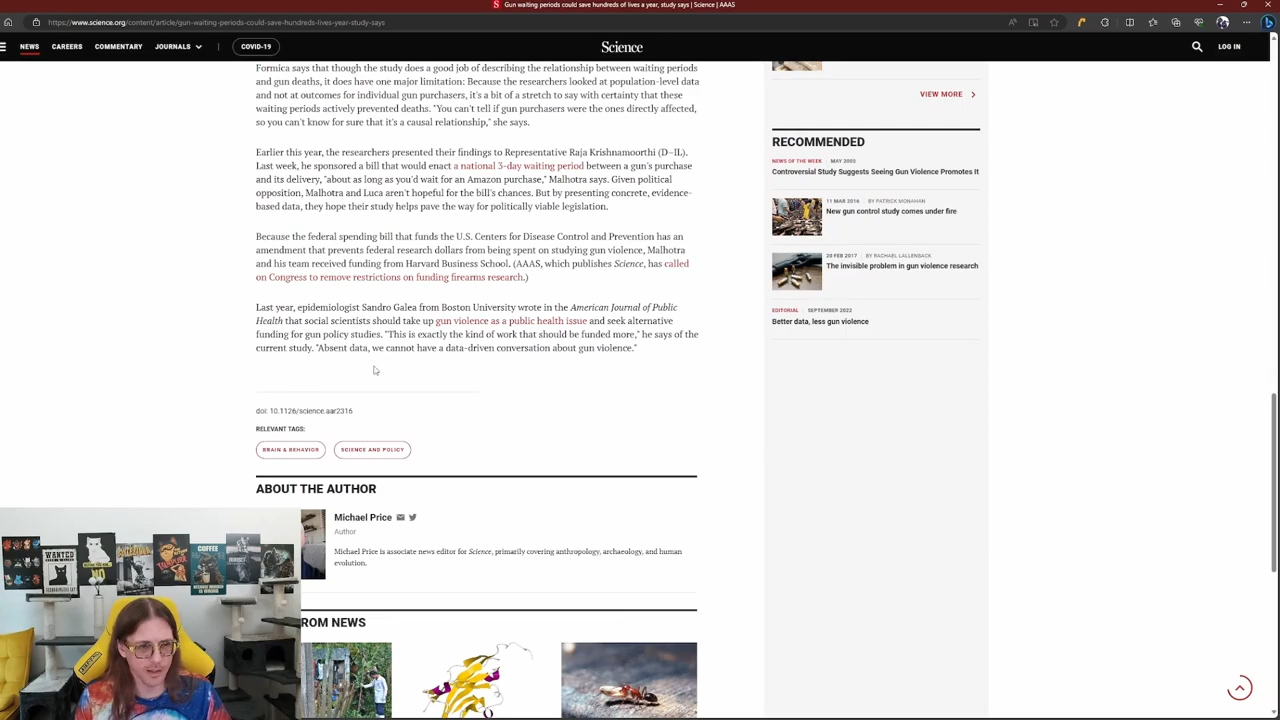 Gun waiting periods could save hundreds of lives a year, study says | Science | AAAS
https://www.science.org/content/article/gun-waiting-periods-could-save-hundreds-lives-year-study-says
NEWS CAREERS COMMENTARY JOURNALS | COVID-19
Science
LOG IN
Formica says that though the study does a good job of describing the relationship between waiting periods
and gun deaths, it does have one major limitation: Because the researchers looked at population-level data
and not at outcomes for individual gun purchasers, it's a bit of a stretch to say with certainty that these
waiting periods actively prevented deaths. "You can't tell if gun purchasers were the ones directly affected,
so you can't know for sure that it's a causal relationship," she says.
Earlier this year, the researchers presented their findings to Representative Raja Krishnamoorthi (D–IL).
Last week, he sponsored a bill that would enact a national 3-day waiting period between a gun's purchase
and its delivery, "about as long as you'd wait for an Amazon purchase," Malhotra says. Given political
opposition, Malhotra and Luca aren't hopeful for the bill's chances. But by presenting concrete, evidence-
based data, they hope their study helps pave the way for politically viable legislation.
Because the federal spending bill that funds the U.S. Centers for Disease Control and Prevention has an
amendment that prevents federal research dollars from being spent on studying gun violence, Malhotra
and his team received funding from Harvard Business School. (AAAS, which publishes Science, has called
on Congress to remove restrictions on funding firearms research.)
Last year, epidemiologist Sandro Galea from Boston University wrote in the American Journal of Public
Health that social scientists should take up gun violence as a public health issue and seek alternative
funding for gun policy studies. "This is exactly the kind of work that should be funded more," he says of the
current study. "Absent data, we cannot have a data-driven conversation about gun violence."
doi: 10.1126/science.aar2316
RELEVANT TAGS:
BRAIN & BEHAVIOR SCIENCE AND POLICY
ABOUT THE AUTHOR
Michael Price
Author
Michael Price is associate news editor for Science, primarily covering anthropology, archaeology, and human
evolution.
ROM NEWS
VIEW MORE
RECOMMENDED
NEWS OF THE WEEK | MAY 2005
Controversial Study Suggests Seeing Gun Violence Promotes It
11 MAR 2016 | BY PATRICK MONAHAN
New gun control study comes under fire
20 FEB 2017 | BY RACHAEL LALLENSACK
The invisible problem in gun violence research
EDITORIAL | SEPTEMBER 2022
Better data, less gun violence
WANTED
COFFEE